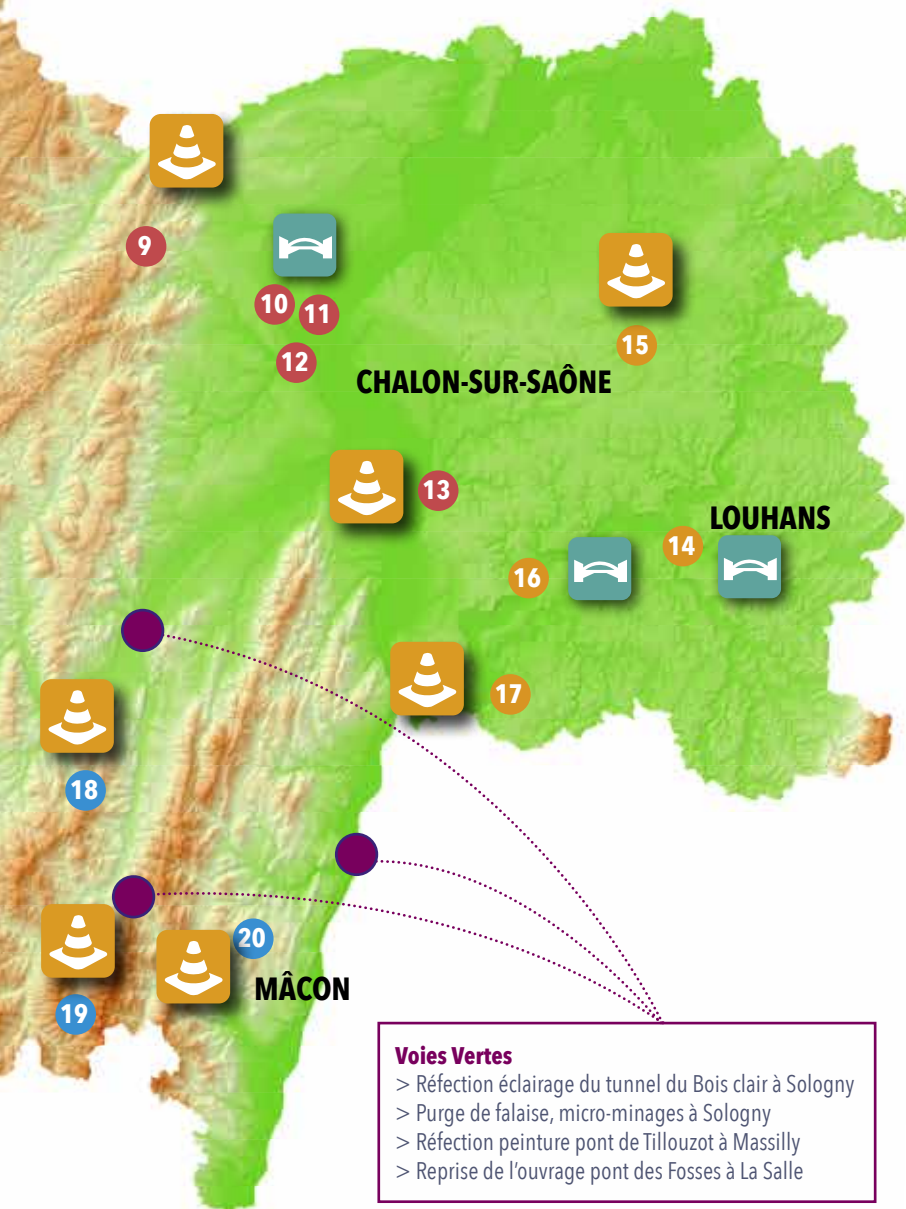 9
10
11
12
15
CHALON-SUR-SAÔNE
13
LOUHANS
14
16
17
18
20
MÂCON
19
Voies Vertes
> Réfection éclairage du tunnel du Bois clair à Sologny
> Purge de falaise, micro-minages à Sologny
> Réfection peinture pont de Tillouzot à Massilly
> Reprise de l'ouvrage pont des Fosses à La Salle